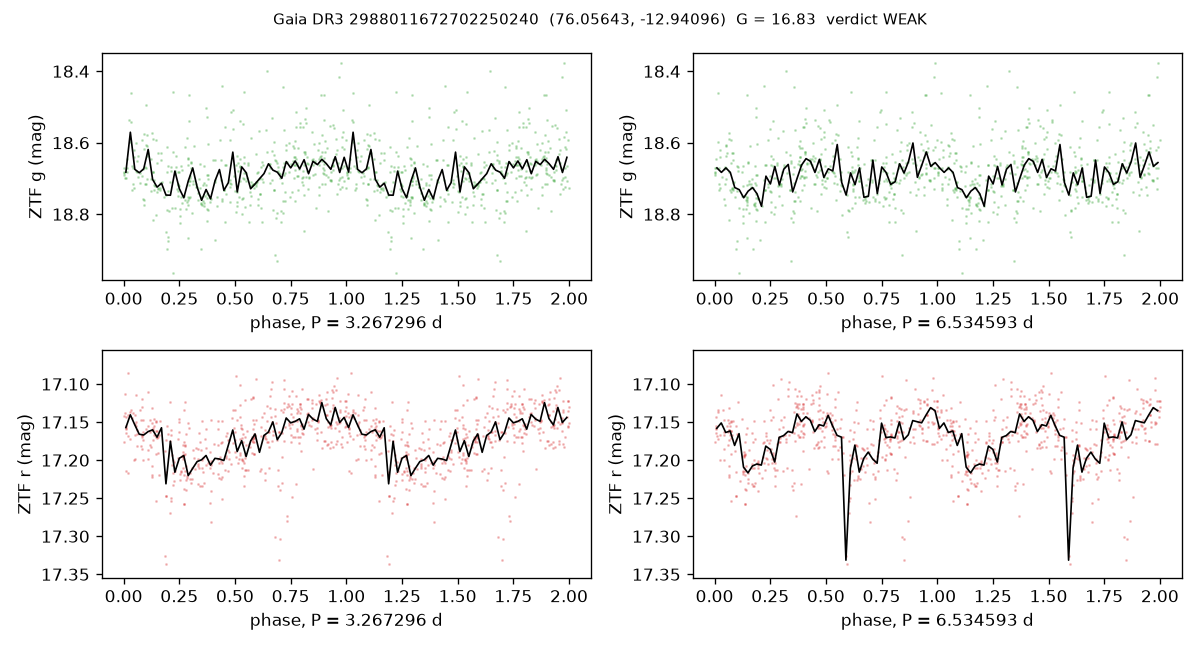 Gaia DR3 2988011672702250240 (76.05643, -12.94096) G = 16.83 verdict WEAK
ZTF g (mag)
18.4
18.6
18.8
0.00 0.25 0.50 0.75 1.00 1.25 1.50 1.75 2.00
phase, P = 3.267296 d
ZTF g (mag)
18.4
18.6
18.8
0.00 0.25 0.50 0.75 1.00 1.25 1.50 1.75 2.00
phase, P = 6.534593 d
ZTF r (mag)
17.10
17.15
17.20
17.25
17.30
17.35
0.00 0.25 0.50 0.75 1.00 1.25 1.50 1.75 2.00
phase, P = 3.267296 d
ZTF r (mag)
17.10
17.15
17.20
17.25
17.30
17.35
0.00 0.25 0.50 0.75 1.00 1.25 1.50 1.75 2.00
phase, P = 6.534593 d